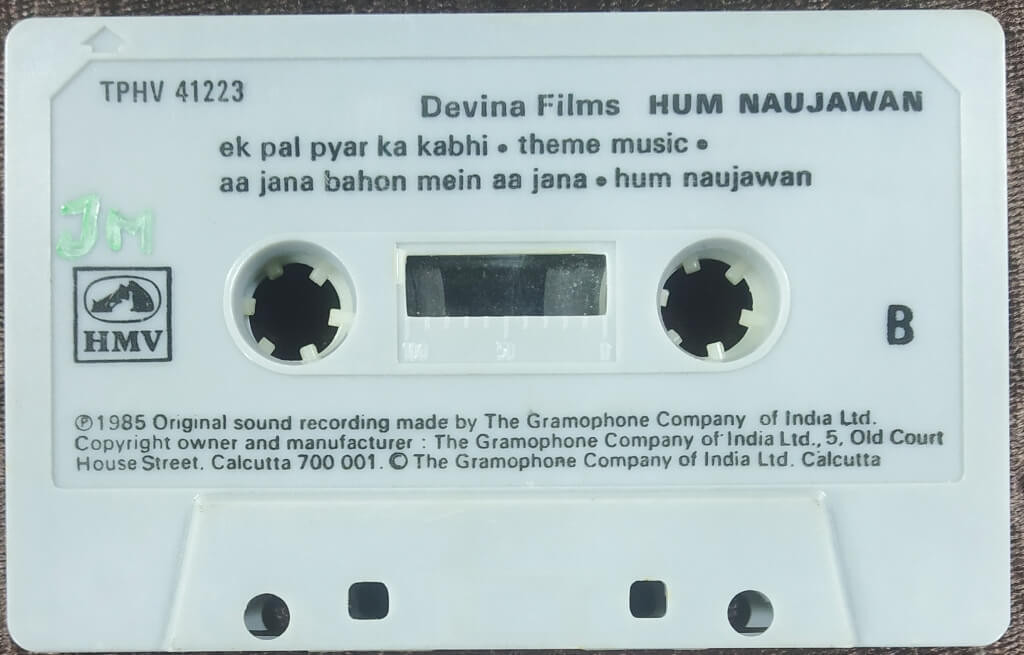 TPHV 41223
Devina Films HUM NAUJAWAN
ek pal pyar ka kabhi • theme music •
aa jana bahon mein aa jana • hum naujawan
JM
HMV
B
100 50 0
℗1985 Original sound recording made by The Gramophone Company of India Ltd.
Copyright owner and manufacturer : The Gramophone Company of India Ltd., 5, Old Court
House Street. Calcutta 700 001. © The Gramophone Company of India Ltd. Calcutta